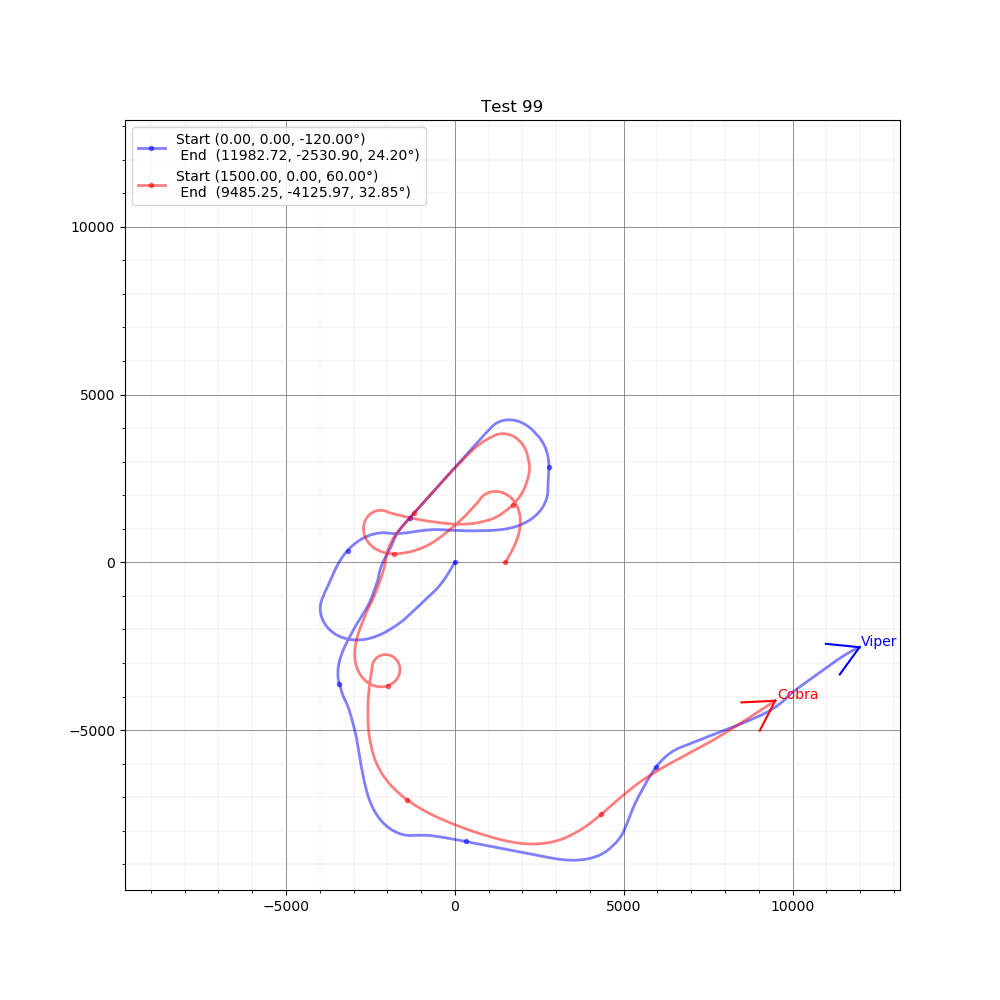 Test 99
Start (0.00, 0.00, -120.00°)
End (11982.72, -2530.90, 24.20°)
Start (1500.00, 0.00, 60.00°)
End (9485.25, -4125.97, 32.85°)
10000
5000
0
−5000
Viper
Cobra
−5000
0
5000
10000